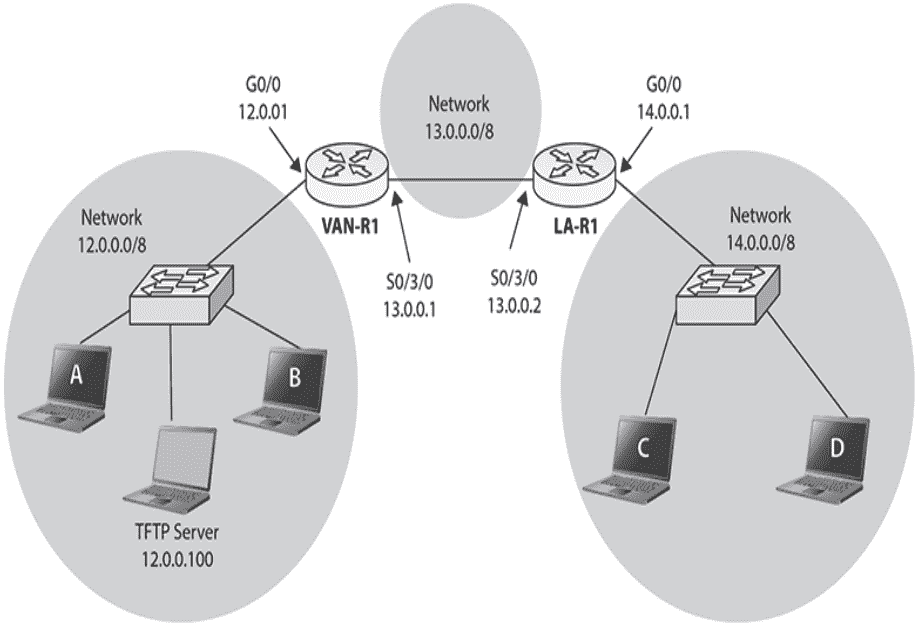 G0/0
12.0.01
Network
13.0.0.0/8
G0/0
14.0.0.1
VAN-R1
LA-R1
Network
12.0.0.0/8
Network
14.0.0.0/8
S0/3/0
13.0.0.1
S0/3/0
13.0.0.2
A
B
C
D
TFTP Server
12.0.0.100